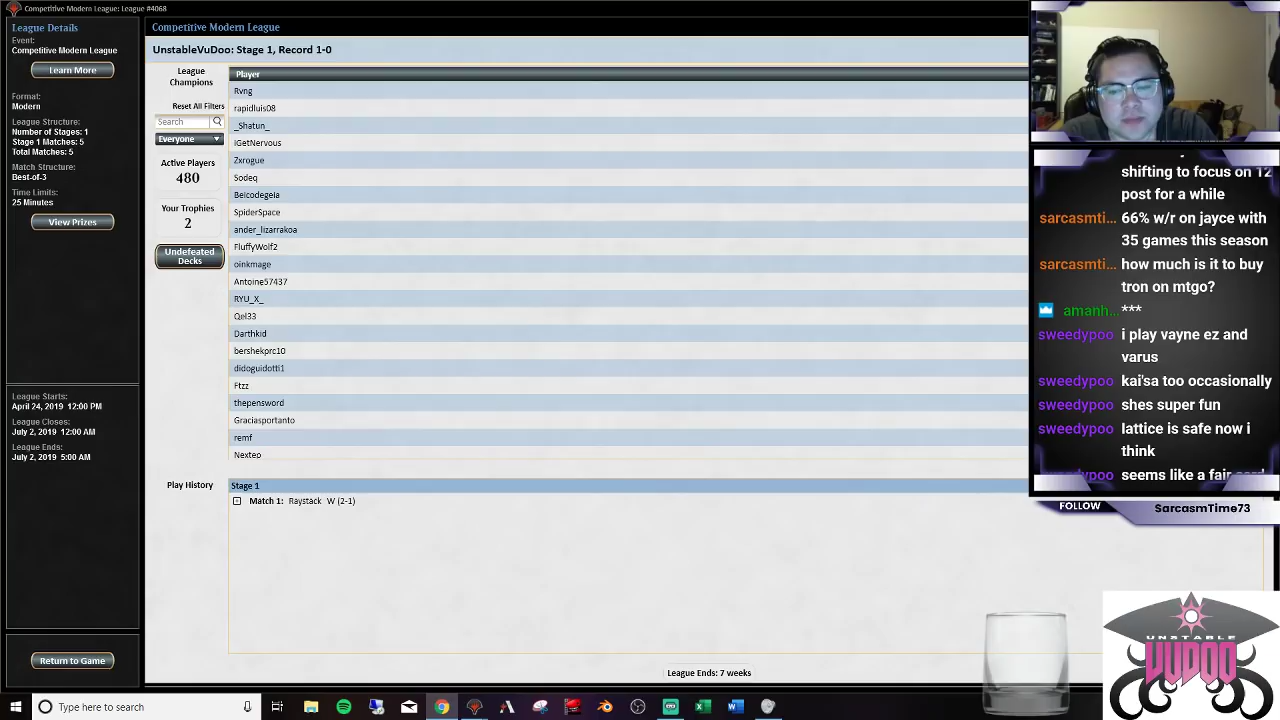 Competitive Modern League: League #4068
League Details
Event:
Competitive Modern League
Learn More
Format:
Modern
League Structure:
Number of Stages: 1
Stage 1 Matches: 5
Total Matches: 5
Match Structure:
Best-of-3
Time Limits:
25 Minutes
View Prizes
League Starts:
April 24, 2019 12:00 PM
League Closes:
July 2, 2019 12:00 AM
League Ends:
July 2, 2019 5:00 AM
Return to Game
Competitive Modern League
UnstableVuDoo: Stage 1, Record 1-0
League
Champions
Reset All Filters
Search
Everyone
Active Players
480
Your Trophies
2
Undefeated
Decks
Player
Rvng
rapidluis08
_Shatun_
iGetNervous
Zxrogue
Sodeq
Belcodegela
SpiderSpace
ander_lizarrakoa
FluffyWolf2
oinkmage
Antoine57437
RYU_X_
Qel33
Darthkid
bershekprc10
didoguidotti1
Ftzz
thepensword
Graciasportanto
remf
Nexteo
Play History
Stage 1
Match 1: Raystack W (2-1)
League Ends: 7 weeks
shifting to focus on 12
post for a while
sarcasmti... 66% w/r on jayce with
35 games this season
sarcasmti... how much is it to buy
tron on mtgo?
amanh... ***
sweedypoo i play vayne ez and
varus
sweedypoo kai'sa too occasionally
sweedypoo shes super fun
sweedypoo lattice is safe now i
think
sweedypoo seems like a fair card
FOLLOW SarcasmTime73
UNSTABLE
VUDOO
Type here to search